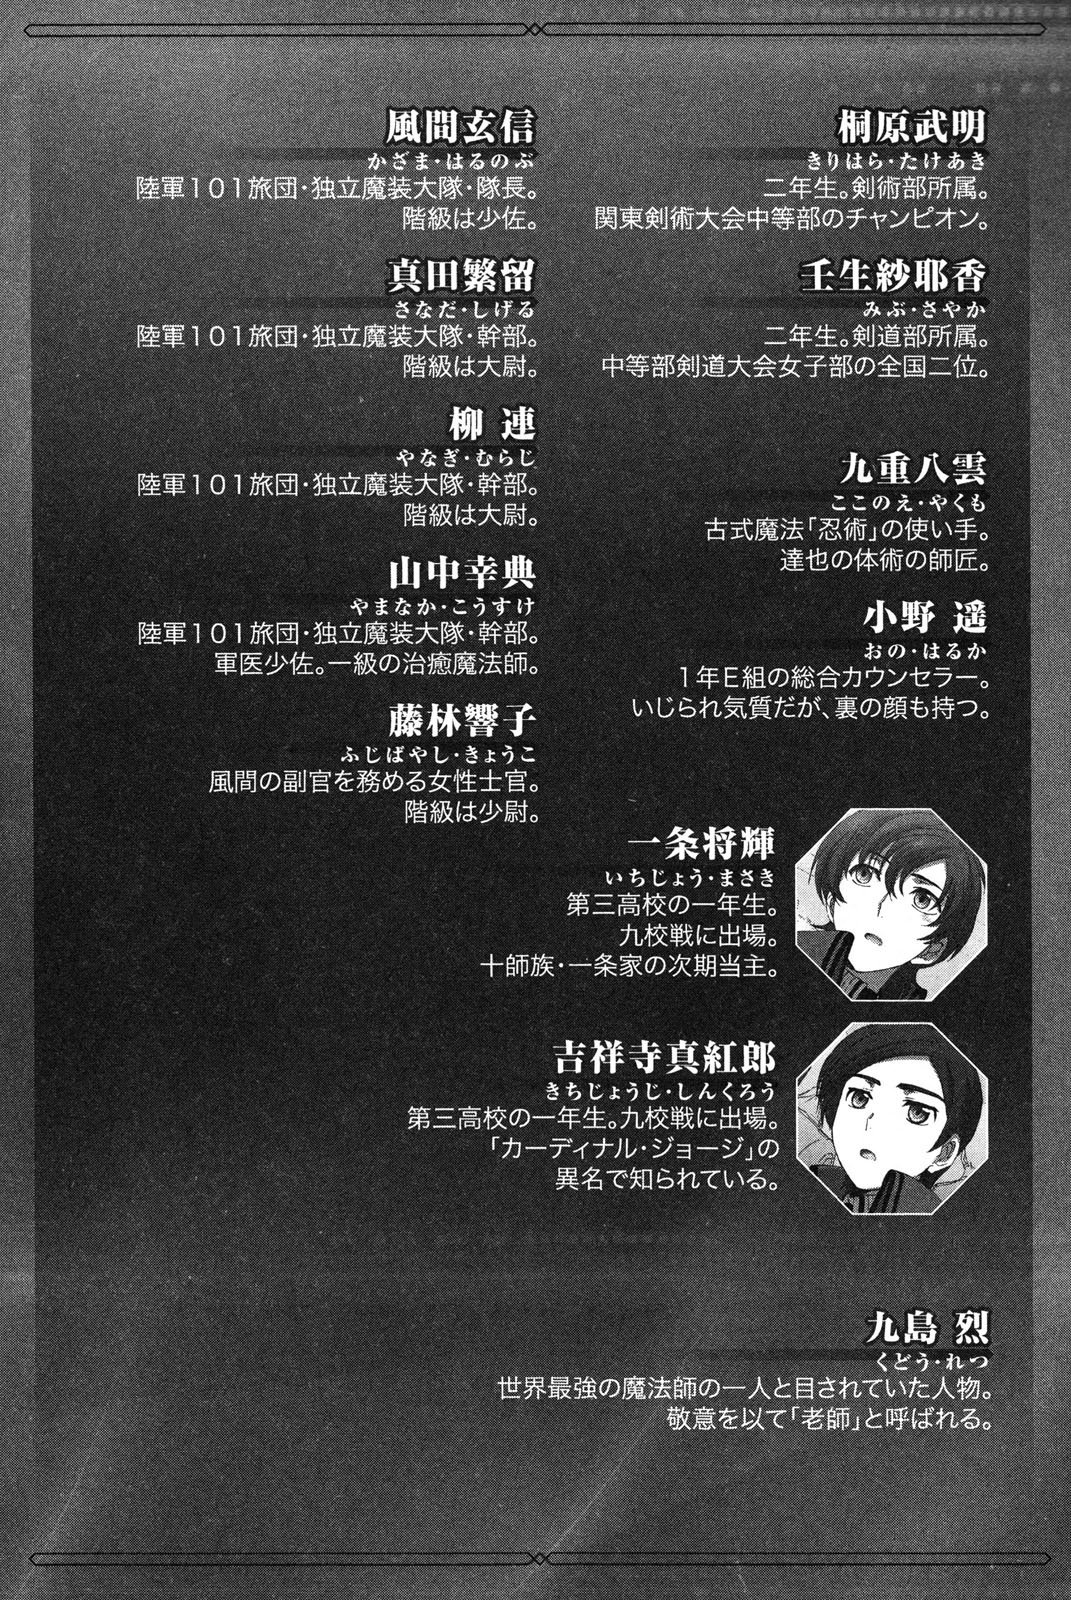 桐原武明
きりはら・たけあき
二年生。剣術部所属。
関東剣術大会中等部のチャンピオン。
壬生紗耶香
みぶ・さやか
二年生。剣道部所属。
中等部剣道大会女子部の全国二位。
九重八雲
ここのえ・やくも
古式魔法「忍術」の使い手。
達也の体術の師匠。
小野 遥
おの・はるか
1年E組の総合カウンセラー。
いじられ気質だが、裏の顔も持つ。
風間玄信
かざま・はるのぶ
陸軍101旅団・独立魔装大隊・隊長。
階級は少佐。
真田繁留
さなだ・しげる
陸軍101旅団・独立魔装大隊・幹部。
階級は大尉。
柳 連
やなぎ・むらじ
陸軍101旅団・独立魔装大隊・幹部。
階級は大尉。
山中幸典
やまなか・こうすけ
陸軍101旅団・独立魔装大隊・幹部。
軍医少佐。一級の治癒魔法師。
藤林響子
ふじばやし・きょうこ
風間の副官を務める女性士官。
階級は少尉。
一条将輝
いちじょう・まさき
第三高校の一年生。
九校戦に出場。
十師族・一条家の次期当主。
吉祥寺真紅郎
きちじょうじ・しんくろう
第三高校の一年生。九校戦に出場。
「カーディナル・ジョージ」の
異名で知られている。
九島 烈
くどう・れつ
世界最強の魔法師の一人と目されていた人物。
敬意を以て「老師」と呼ばれる。